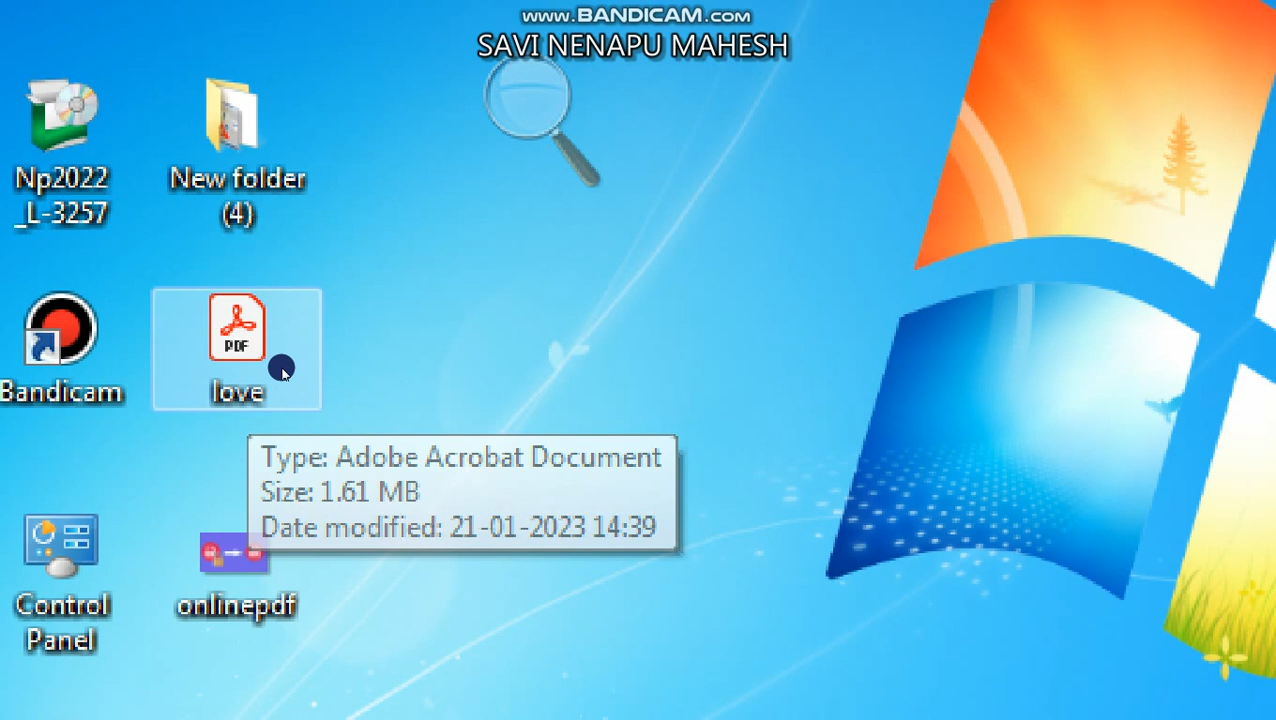 www.BANDICAM.com
SAVI NENAPU MAHESH
Np2022
_L-3257
New folder
(4)
Bandicam
PDF
love
Type: Adobe Acrobat Document
Size: 1.61 MB
Date modified: 21-01-2023 14:39
Control
Panel
onlinepdf